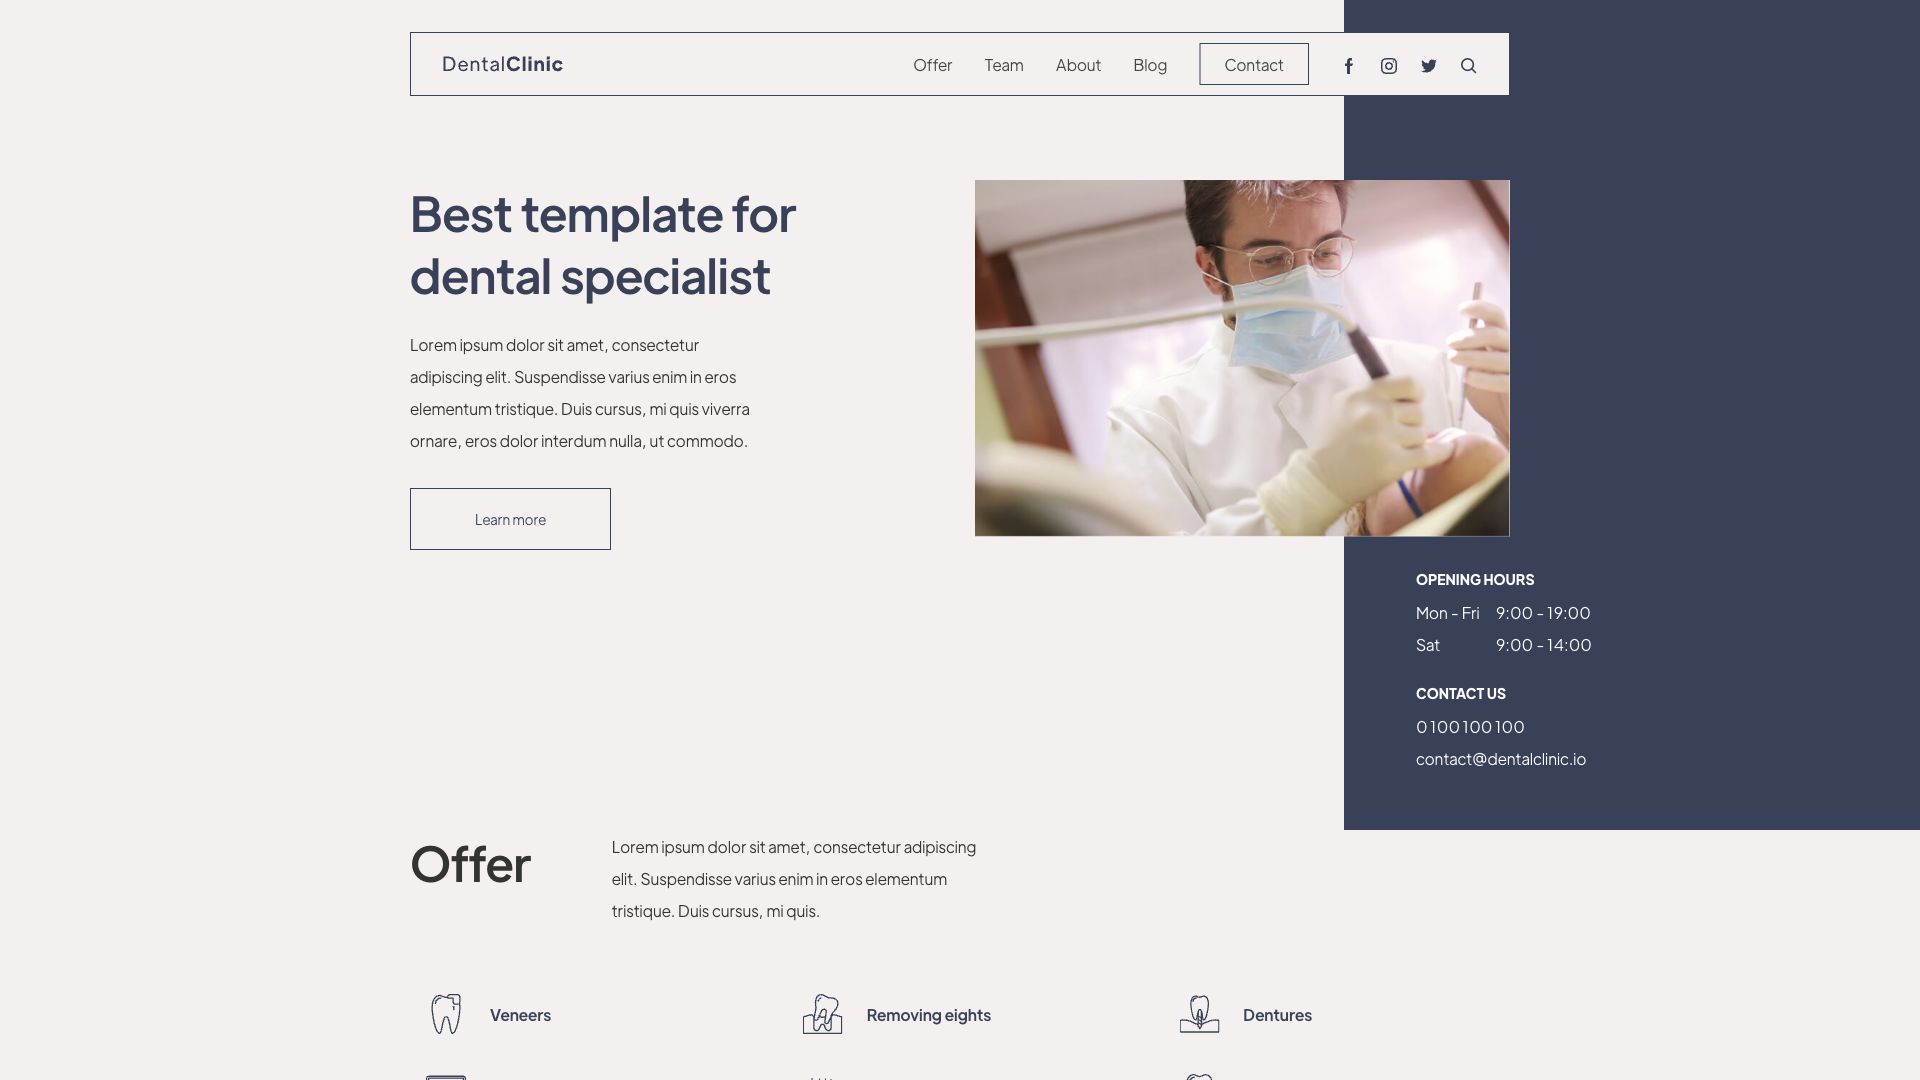 DentalClinic
Offer
Team
About
Blog
Contact
Best template for
dental specialist
Lorem ipsum dolor sit amet, consectetur
adipiscing elit. Suspendisse varius enim in eros
elementum tristique. Duis cursus, mi quis viverra
ornare, eros dolor interdum nulla, ut commodo.
Learn more
OPENING HOURS
Mon - Fri 9:00 - 19:00
Sat 9:00 - 14:00
CONTACT US
0 100 100 100
contact@dentalclinic.io
Offer
Lorem ipsum dolor sit amet, consectetur adipiscing
elit. Suspendisse varius enim in eros elementum
tristique. Duis cursus, mi quis.
Veneers
Removing eights
Dentures